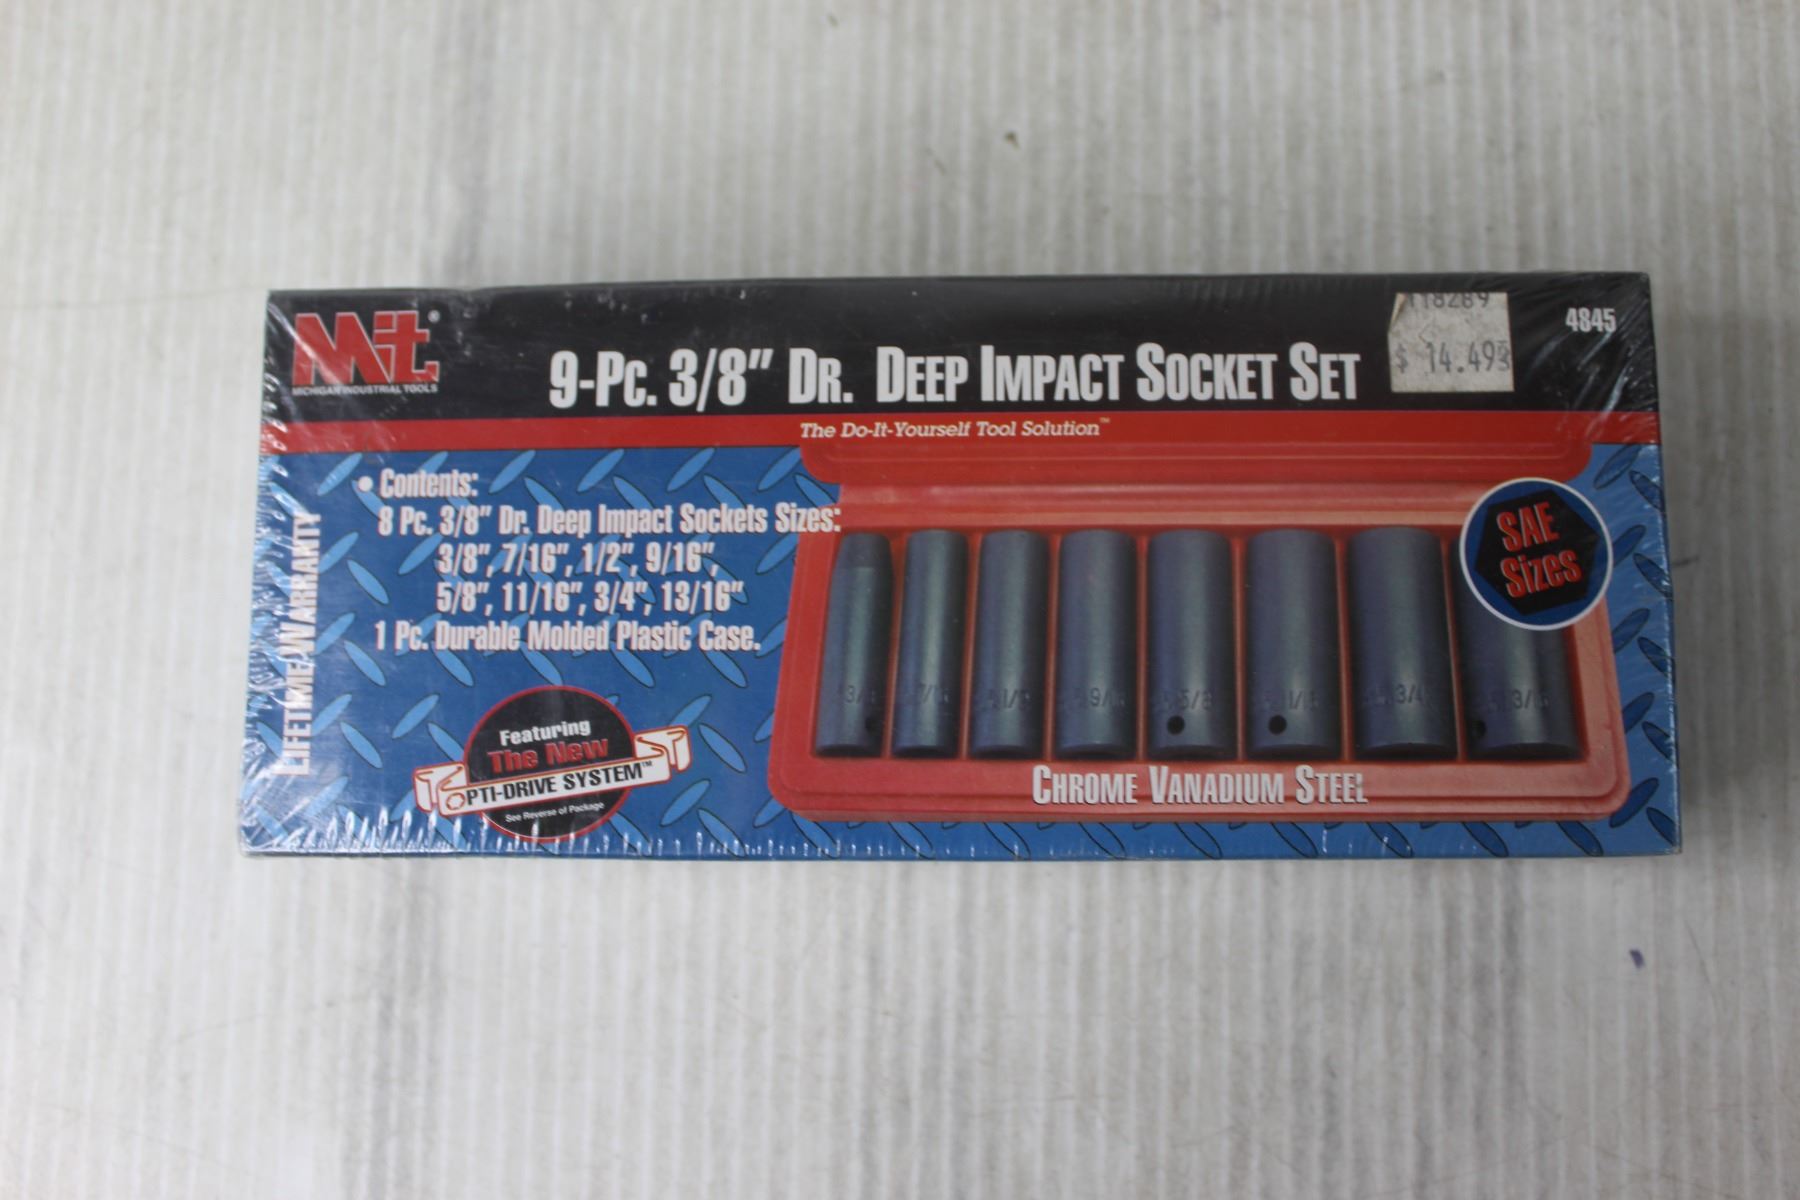 MiT®
MICHIGAN INDUSTRIAL TOOLS
9-PC. 3/8" DR. DEEP IMPACT SOCKET SET
118289
$ 14.49
4845
The Do-It-Yourself Tool Solution™
• Contents:
8 Pc. 3/8" Dr. Deep Impact Sockets Sizes:
3/8", 7/16", 1/2", 9/16",
5/8", 11/16", 3/4", 13/16"
1 Pc. Durable Molded Plastic Case.
LIFETIME WARRANTY
SAE
Sizes
Featuring
The New
OPTI-DRIVE SYSTEM™
See Reverse of Package
CHROME VANADIUM STEEL